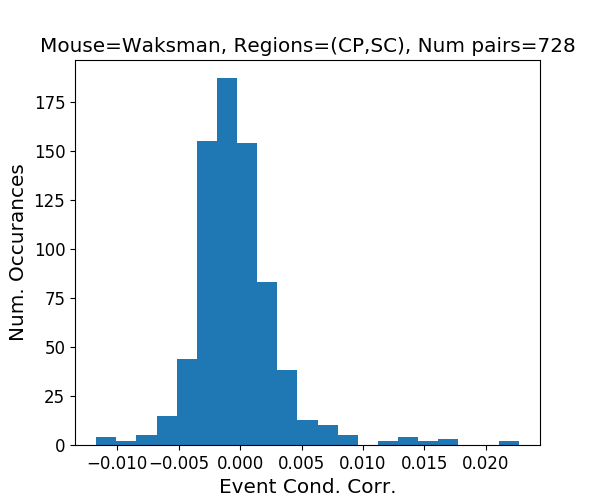 Mouse=Waksman, Regions=(CP,SC), Num pairs=728
175
150
125
100
75
50
25
0
Num. Occurances
−0.010 −0.005 0.000 0.005 0.010 0.015 0.020
Event Cond. Corr.